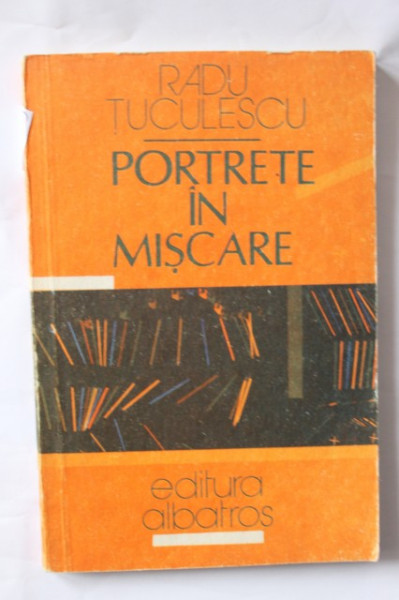 RADU
ȚUCULESCU
PORTRETE
ÎN
MIȘCARE
editura
albatros